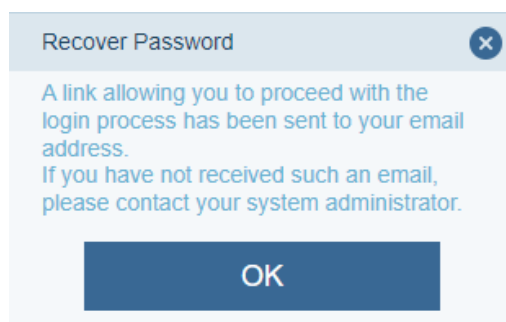 Recover Password
A link allowing you to proceed with the
login process has been sent to your email
address.
If you have not received such an email,
please contact your system administrator.
OK